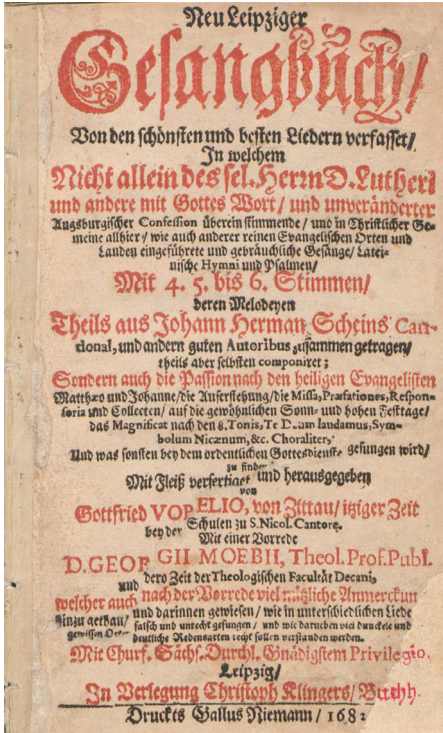 Neu Leipziger
Gesangbuch/
Von den schönsten und besten Liedern verfasset/
In welchem
Nicht allein des sel. Herrn D. Lutheri
und andere mit Gottes Wort/ und unveränderter
Augsburgischer Confession überein stimmende/ und in Christlicher Ge-
meine allhier/ wie auch anderer reinen Evangelischen Orten und
Landen eingeführete und gebräuchliche Gesänge/ Latei-
nische Hymni und Psalmen/
Mit 4. 5. bis 6. Stimmen/
deren Melodeyen
Theils aus Johann Herman Scheins Can-
tional, und andern guten Autoribus zusammen getragen/
theils aber selbsten componiret;
Sondern auch die Passion nach den heiligen Evangelisten
Matthæo und Johanne/ die Auferstehung/ die Missa, Præfationes, Respon-
soria und Collecten/ auf die gewöhnlichen Sonn- und hohen Festtage/
das Magnificat nach den 8. Tonis, Te Deum laudamus, Sym-
bolum Nicænum, &c. Choraliter,
Und was sonsten bey dem ordentlichen Gottesdienst gesungen wird/
zu finden
Mit Fleiß verfertiget und herausgegeben
von
Gottfried VOPELIO, von Zittau/ itziger Zeit
bey der Schulen zu S. Nicol. Cantore.
Mit einer Vorrede
D. GEORGII MOEBII, Theol. Prof. Publ.
dero Zeit der Theologischen Facultät Decani,
und
welcher auch nach der Vorrede viel nützliche Anmerckun
hinzu gethan/ und darinnen gewiesen/ wie in unterschiedlichen Liede
gewissen Orten falsch und unrecht gesungen/ und wie darneben viel dunckele und
deutliche Redensarten recht sollen verstanden werden.
Mit Churf. Sächs. Durchl. Gnädigstem Privilegio.
Leipzig/
In Verlegung Christoph Klingers/ Buchh.
Druckts Gallus Niemann/ 1682